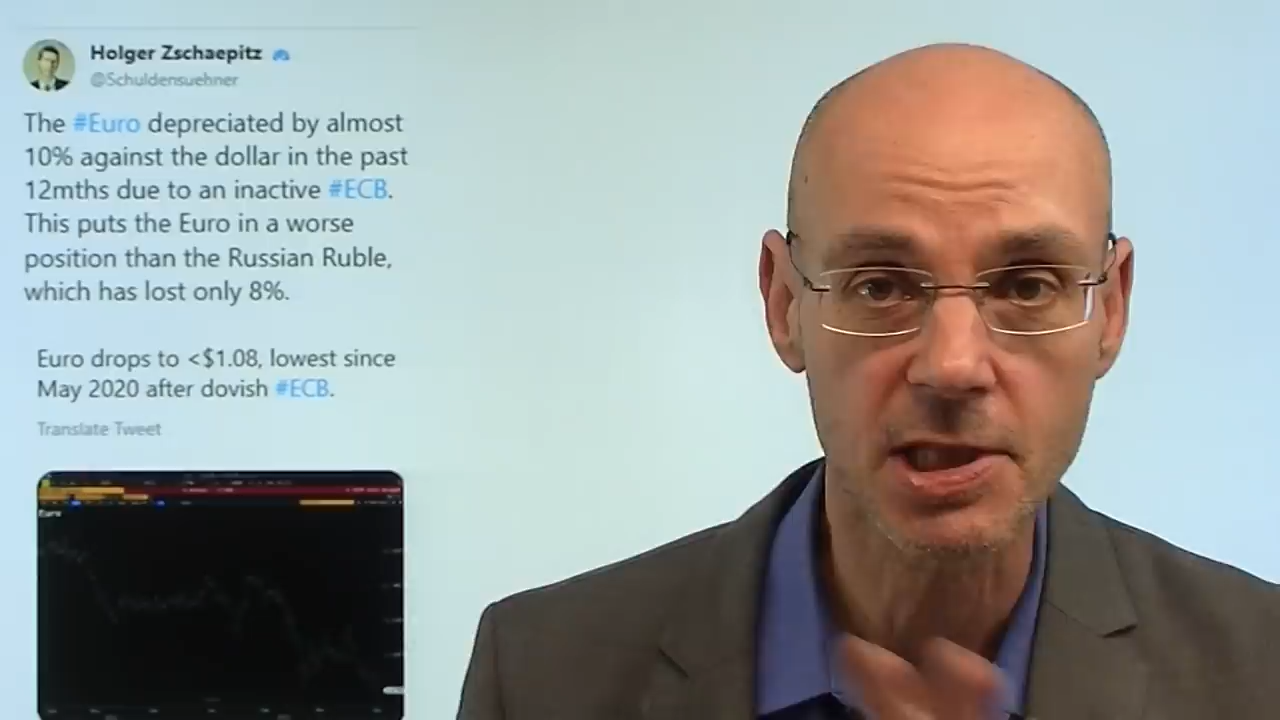 Holger Zschaepitz
@Schuldensuehner
The #Euro depreciated by almost
10% against the dollar in the past
12mths due to an inactive #ECB.
This puts the Euro in a worse
position than the Russian Ruble,
which has lost only 8%.
Euro drops to <$1.08, lowest since
May 2020 after dovish #ECB.
Translate Tweet
Euro